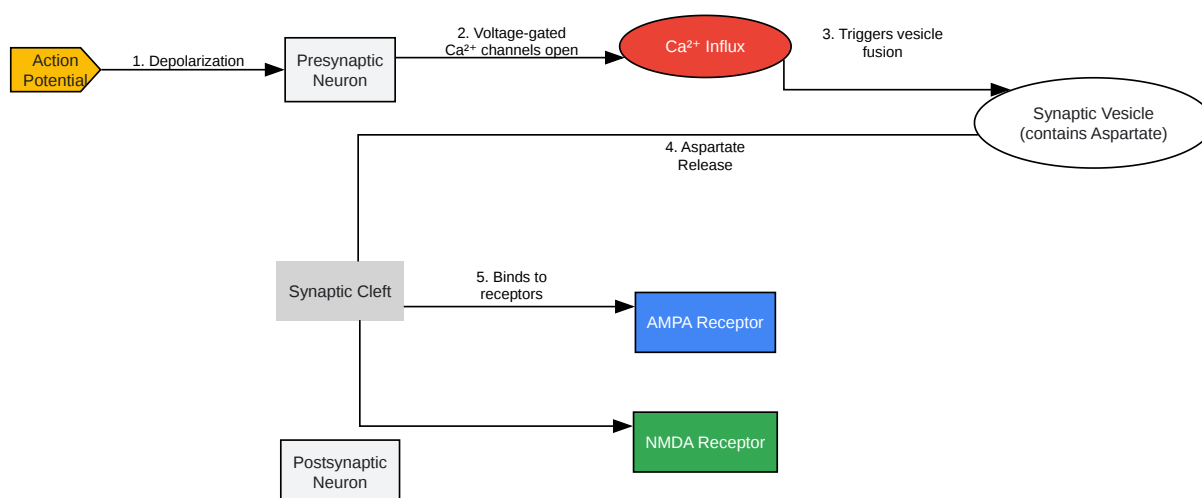 Action
Potential
1. Depolarization
Presynaptic
Neuron
2. Voltage-gated
Ca²⁺ channels open
Ca²⁺ Influx
3. Triggers vesicle
fusion
Synaptic Vesicle
(contains Aspartate)
4. Aspartate
Release
Synaptic Cleft
5. Binds to
receptors
AMPA Receptor
NMDA Receptor
Postsynaptic
Neuron